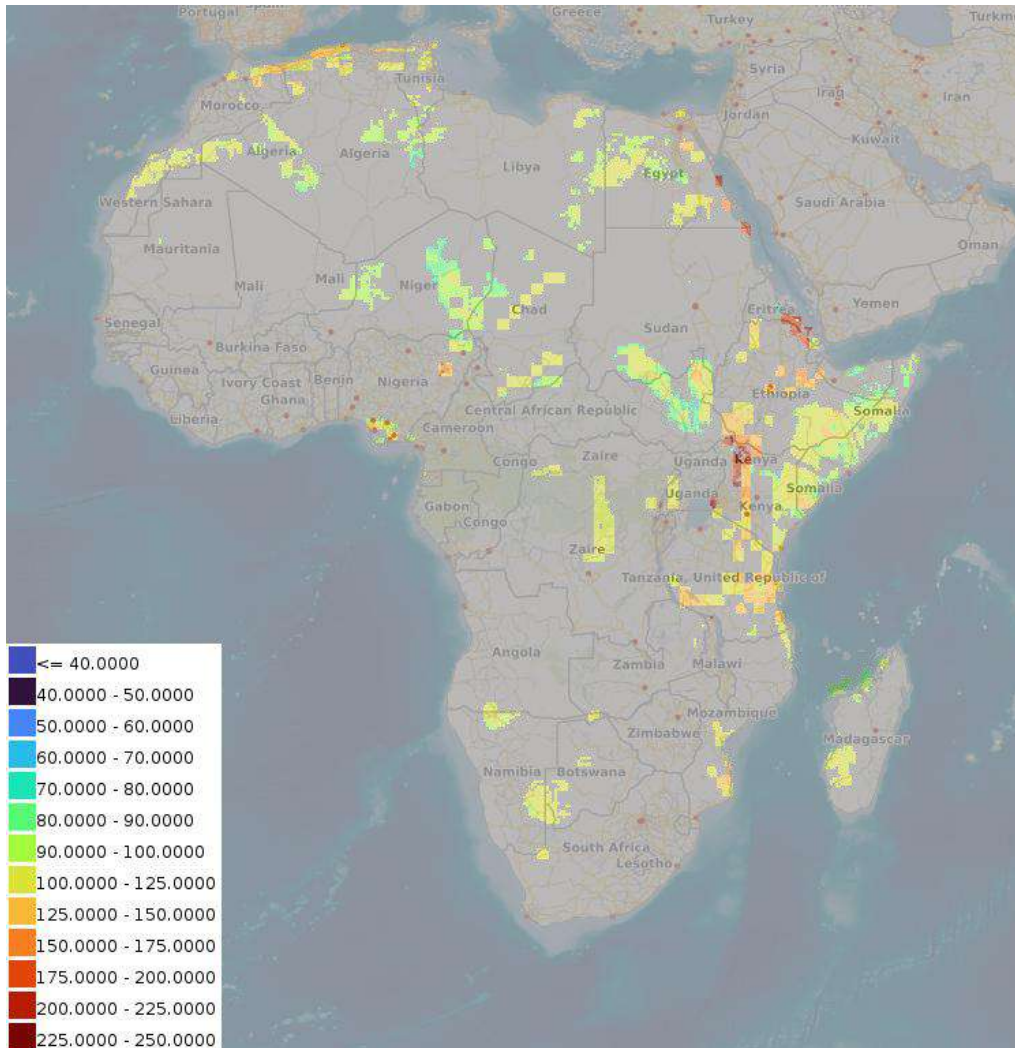 Portugal
Greece
Turkey
Turkm
Tunisia
Syria
Iraq
Iran
Morocco
Jordan
Kuwait
Algeria
Algeria
Libya
Egypt
Western Sahara
Saudi Arabia
Mauritania
Oman
Mali
Mali
Niger
Chad
Sudan
Eritrea
Yemen
Senegal
Burkina Faso
Guinea
Ivory Coast
Benin
Nigeria
Ghana
Ethiopia
Liberia
Central African Republic
Somalia
Cameroon
Congo
Zaire
Uganda
Kenya
Somalia
Gabon
Uganda
Kenya
Congo
Zaire
Tanzania, United Republic of
Angola
Zambia
Malawi
Mozambique
Zimbabwe
Madagascar
Namibia
Botswana
South Africa
Lesotho
<= 40.0000
40.0000 - 50.0000
50.0000 - 60.0000
60.0000 - 70.0000
70.0000 - 80.0000
80.0000 - 90.0000
90.0000 - 100.0000
100.0000 - 125.0000
125.0000 - 150.0000
150.0000 - 175.0000
175.0000 - 200.0000
200.0000 - 225.0000
225.0000 - 250.0000